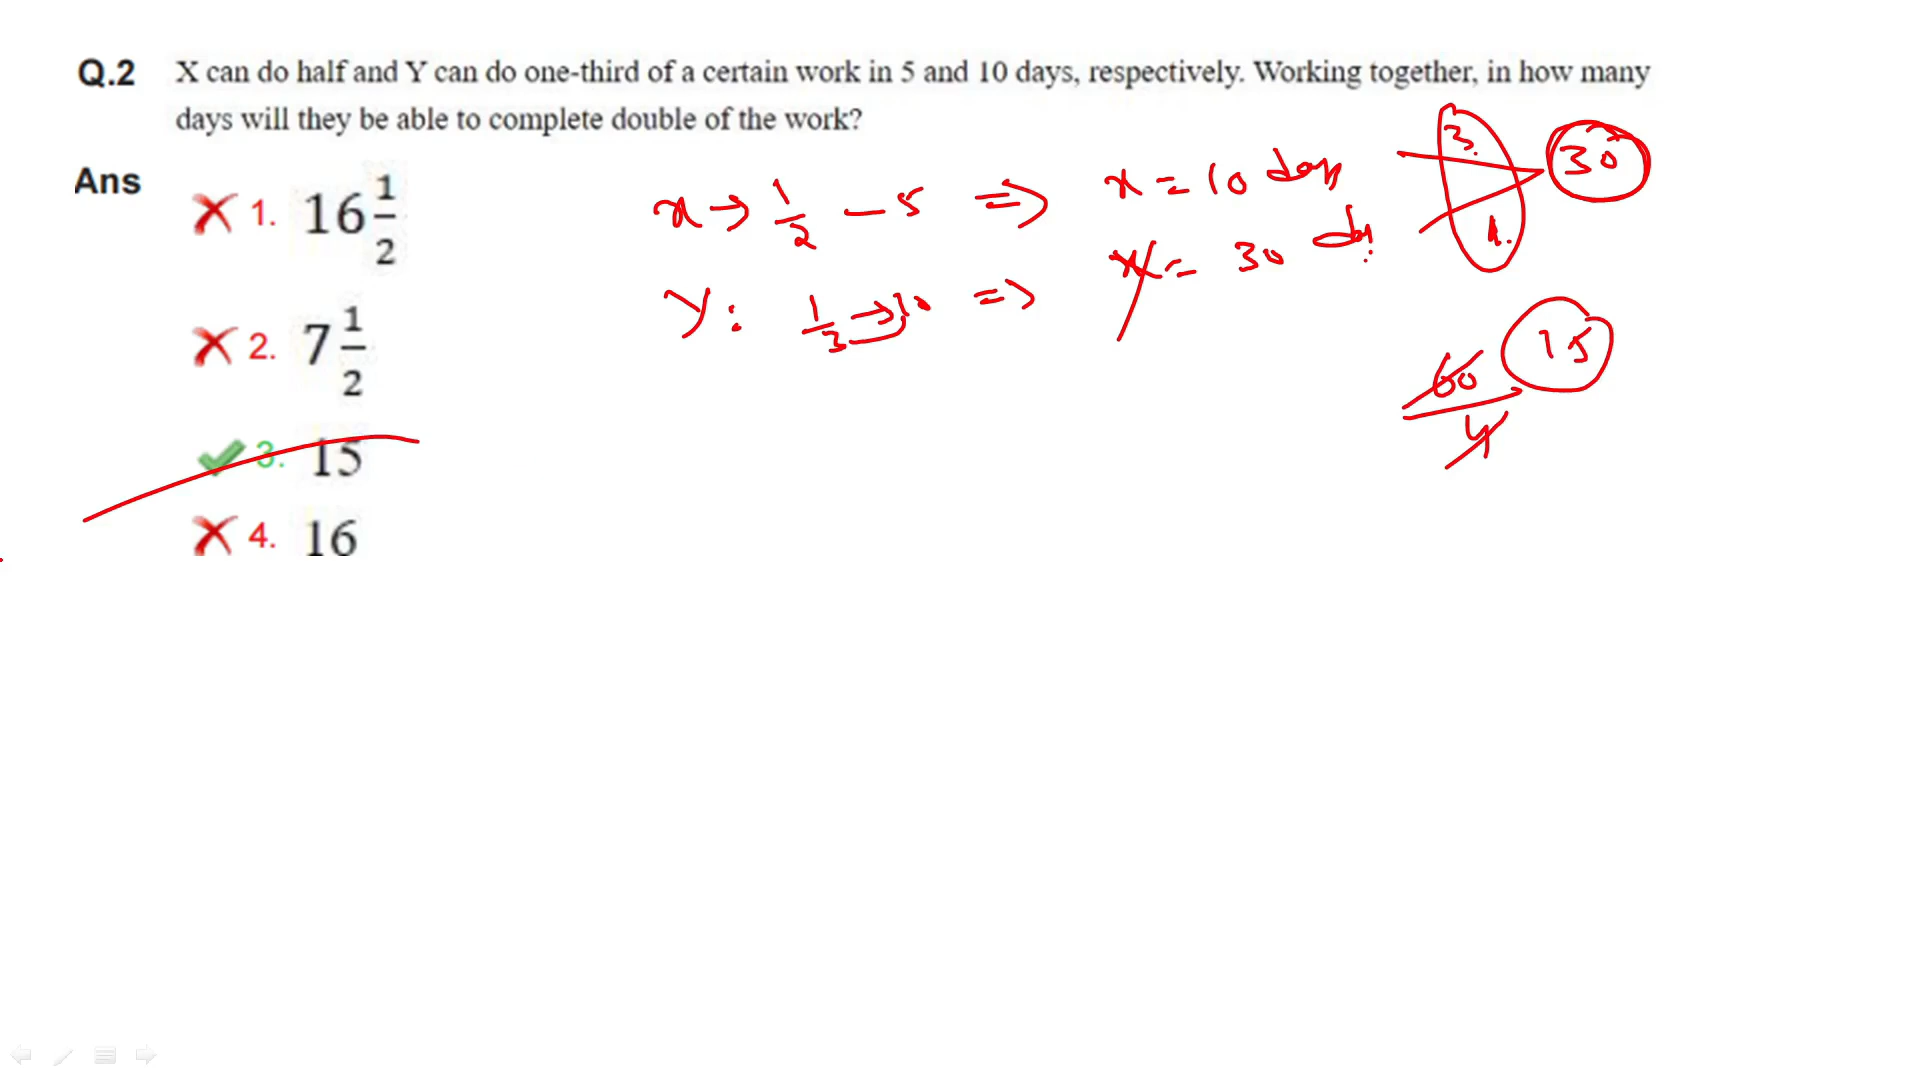 Q.2 X can do half and Y can do one-third of a certain work in 5 and 10 days, respectively. Working together, in how many
days will they be able to complete double of the work?
Ans
1. 16 1/2
2. 7 1/2
3. 15
4. 16
x → 1/2 — 5 ⇒ x = 10 days
Y : 1/3 → 10 ⇒ Y = 30
3. 30
1.
60/4 15